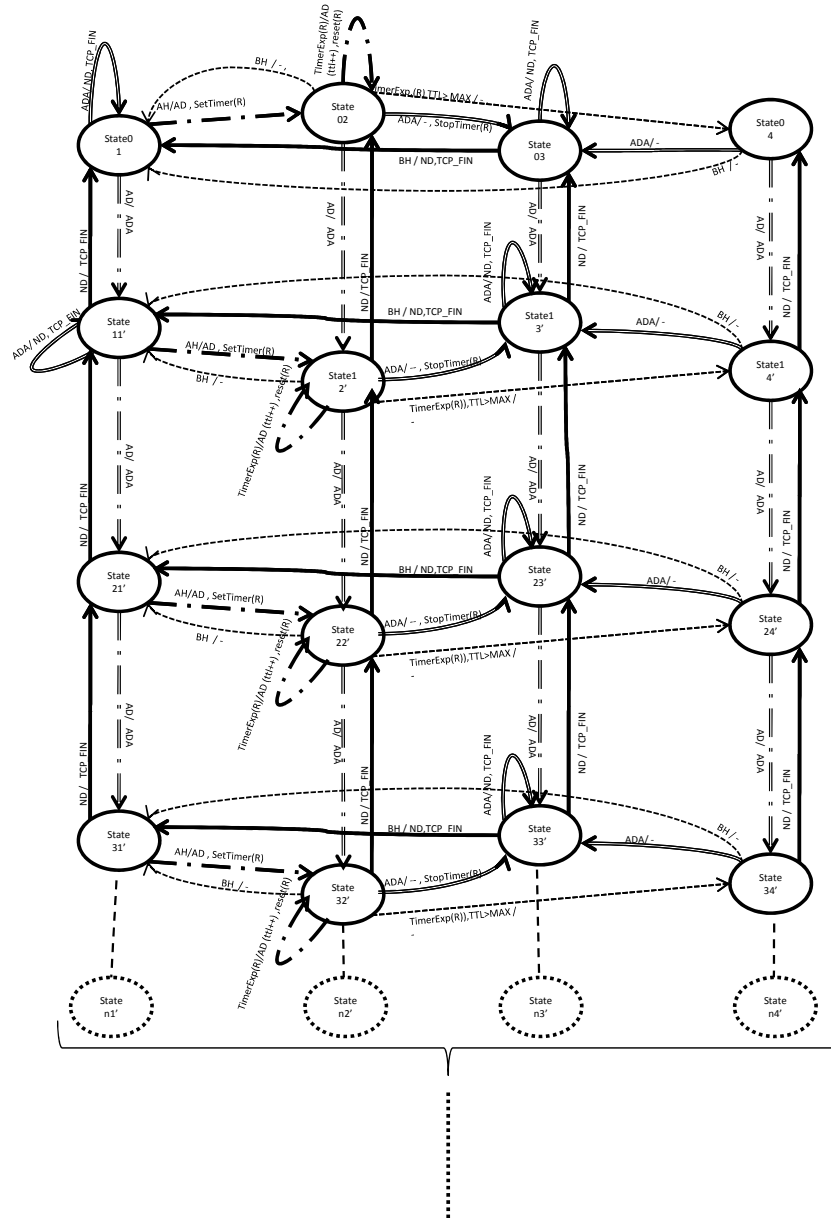 ADA/ ND, TCP_FIN
BH / - ,
TimerExp(R)/AD
(ttl++) ,reset(R)
TimerExp.(R),TTL> MAX / -
ADA/ ND, TCP_FIN
AH/AD , SetTimer(R)
State
02
ADA/ - , StopTimer(R)
State0
1
State
03
State0
4
ADA/ -
BH / ND,TCP_FIN
BH / -
AD/ ADA
AD/ ADA
AD/ ADA
AD/ ADA
ND / TCP_FIN
ND / TCP_FIN
ND / TCP_FIN
ND / TCP_FIN
ADA/ ND, TCP_FIN
ADA/ ND, TCP_FIN
State
11'
BH / ND,TCP_FIN
State1
3'
BH / -
ADA/ -
AH/AD , SetTimer(R)
BH / -
State1
2'
ADA/ -- , StopTimer(R)
State1
4'
TimerExp(R)/AD (ttl++) ,reset(R)
TimerExp(R)),TTL>MAX /
-
AD/ ADA
AD/ ADA
AD/ ADA
AD/ ADA
ND / TCP_FIN
ND / TCP_FIN
ND / TCP_FIN
ADA/ ND, TCP_FIN
State
21'
BH / ND,TCP_FIN
State
23'
BH / -
ADA/ -
AH/AD , SetTimer(R)
BH / -
State
22'
ADA/ -- , StopTimer(R)
State
24'
TimerExp(R)/AD (ttl++) ,reset(R)
TimerExp(R)),TTL>MAX /
-
AD/ ADA
AD/ ADA
AD/ ADA
AD/ ADA
ND / TCP_FIN
ND / TCP_FIN
ND / TCP_FIN
ND / TCP_FIN
ADA/ ND, TCP_FIN
State
31'
BH / ND,TCP_FIN
State
33'
BH / -
ADA/ -
AH/AD , SetTimer(R)
BH / -
State
32'
ADA/ -- , StopTimer(R)
State
34'
TimerExp(R)/AD (ttl++) ,reset(R)
TimerExp(R)),TTL>MAX /
-
State
n1'
State
n2'
State
n3'
State
n4'